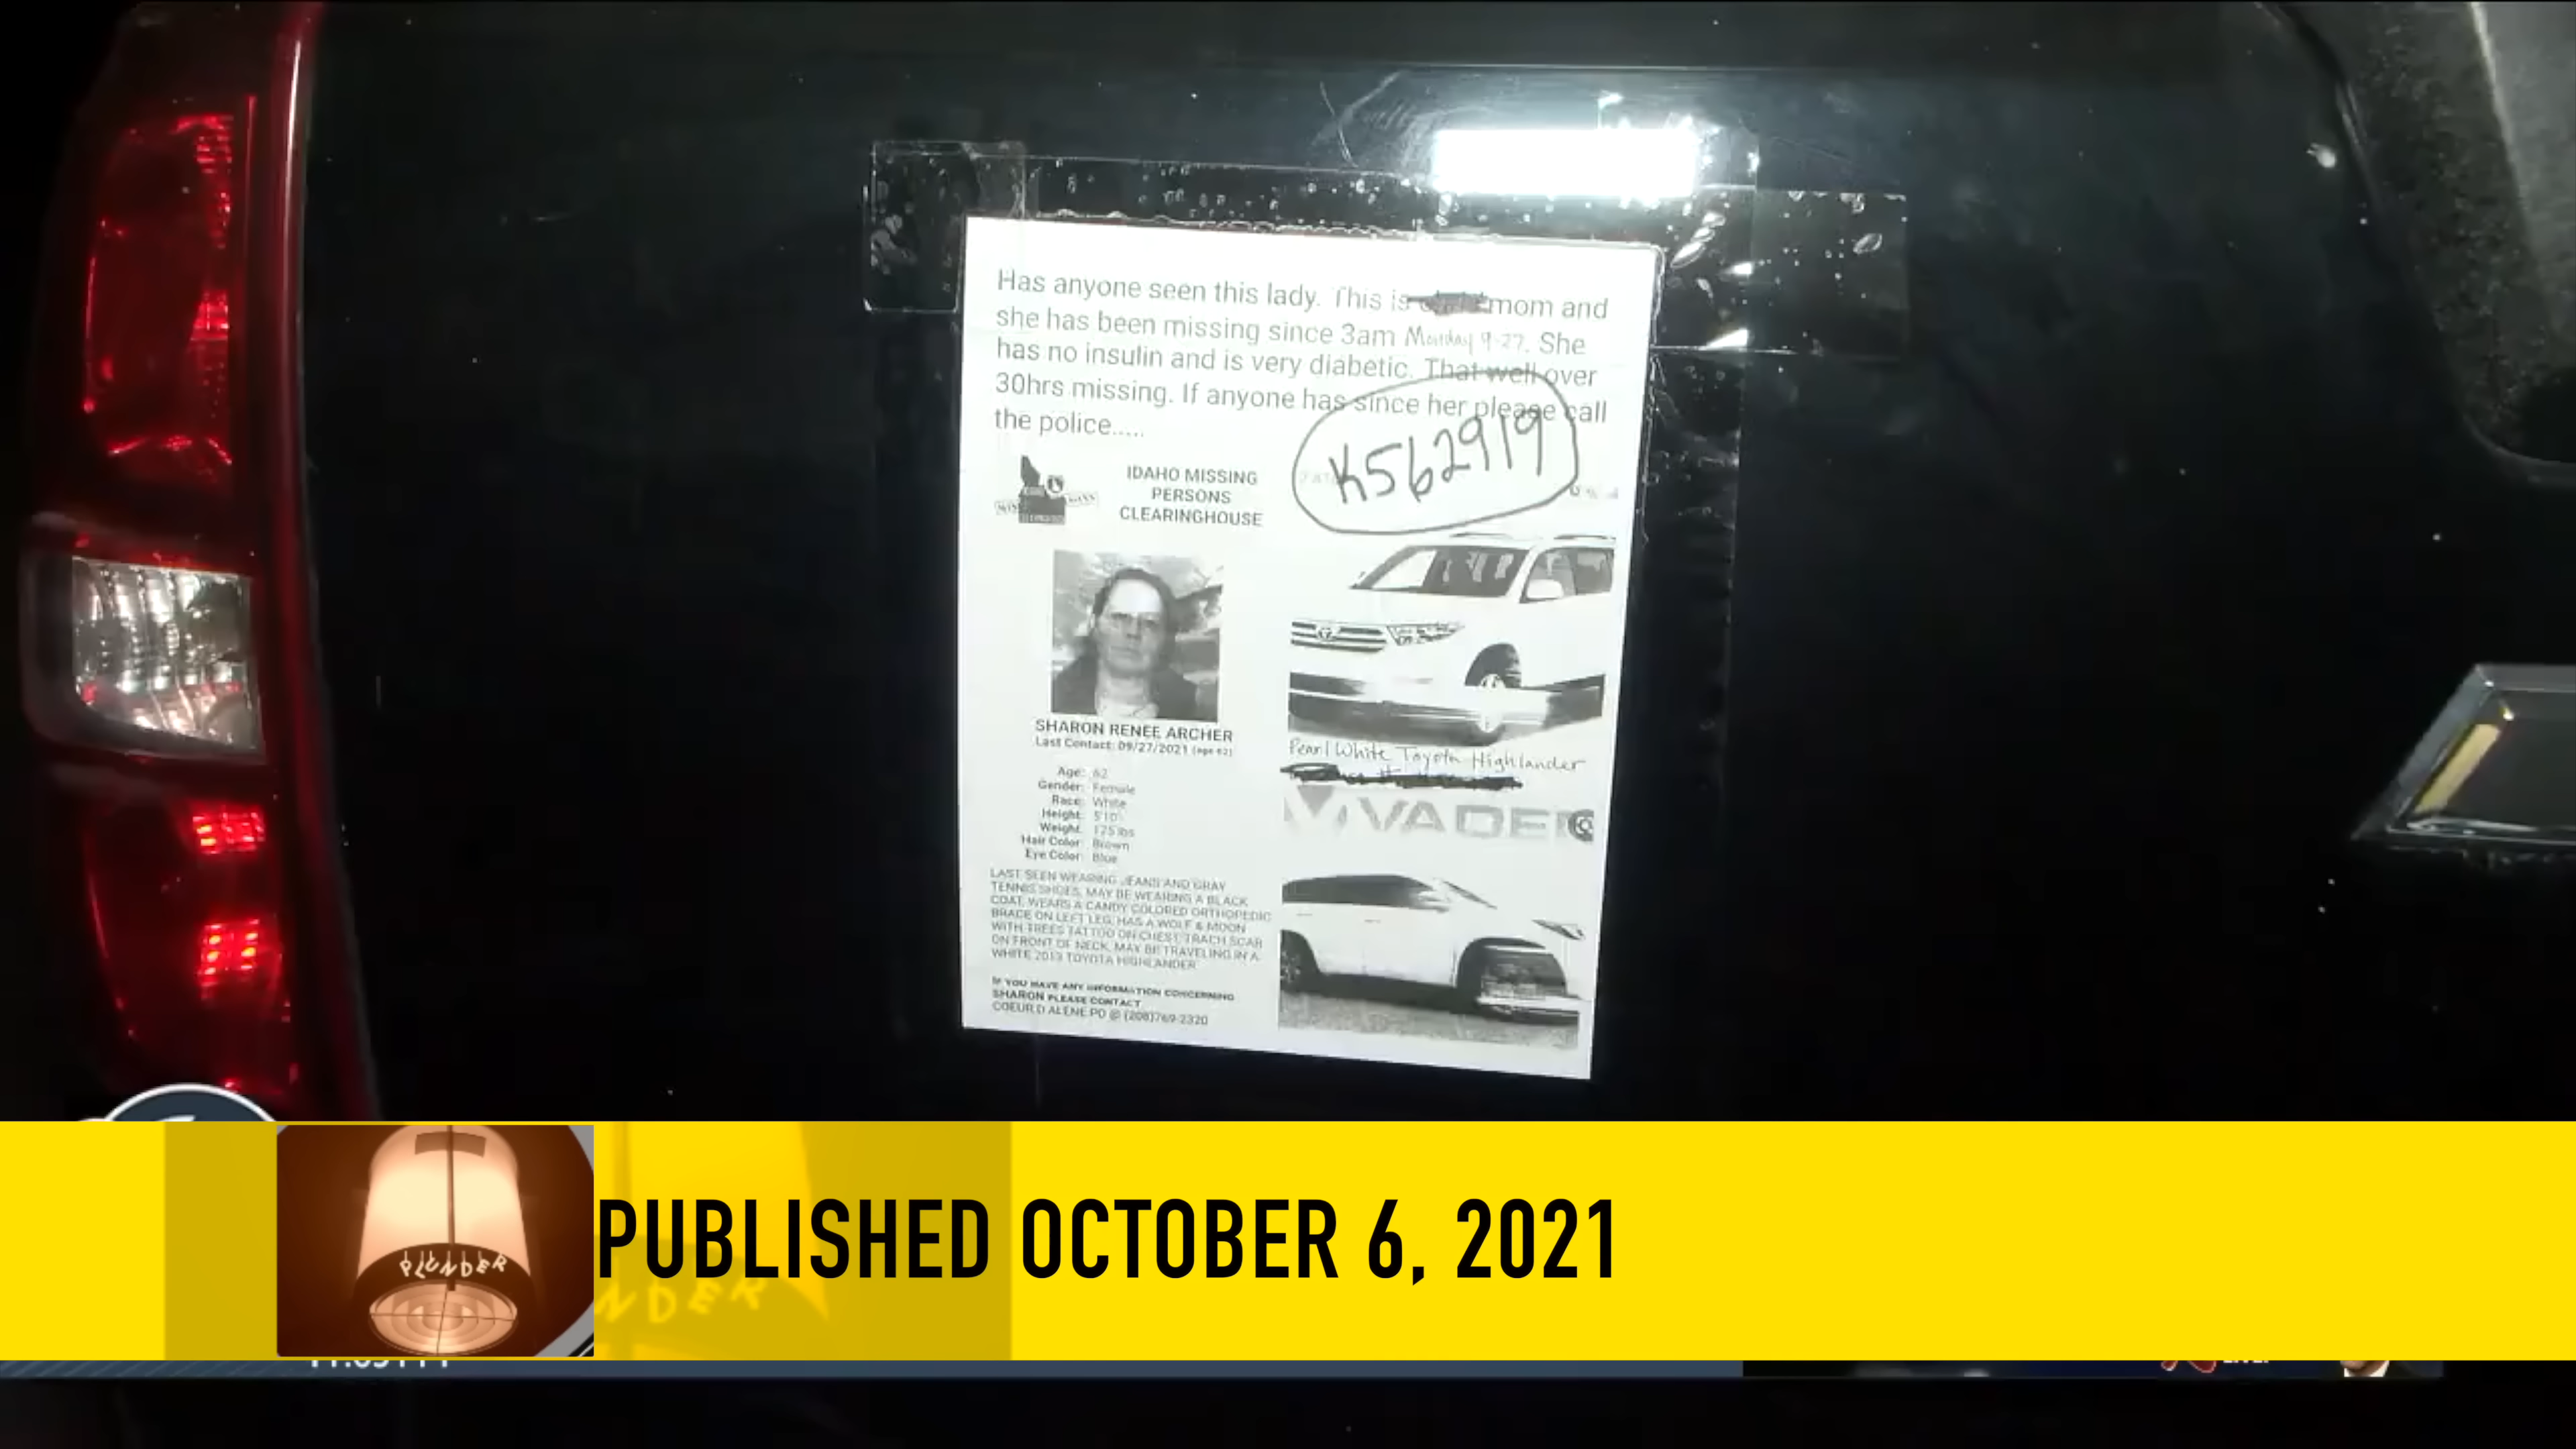 Has anyone seen this lady. This is mom and
she has been missing since 3am Monday 9-27. She
has no insulin and is very diabetic. That well over
30hrs missing. If anyone has since her please call
the police.....
K562919
IDAHO MISSING
PERSONS
CLEARINGHOUSE
SHARON RENEE ARCHER
Last Contact: 09/27/2021 (age 62)
Age: 62
Gender: Female
Race: White
Height: 5'10
Weight: 175 lbs
Hair Color: Brown
Eye Color: Blue
LAST SEEN WEARING JEANS AND GRAY
TENNIS SHOES, MAY BE WEARING A BLACK
COAT, WEARS A CANDY COLORED ORTHOPEDIC
BRACE ON LEFT LEG, HAS A WOLF & MOON
WITH TREES TATTOO ON CHEST, TRACH SCAR
ON FRONT OF NECK, MAY BE TRAVELING IN A
WHITE 2013 TOYOTA HIGHLANDER
IF YOU HAVE ANY INFORMATION CONCERNING
SHARON PLEASE CONTACT
COEUR D ALENE PD @ (208)769-2320
Pearl White Toyota Highlander
VADER
PLUNDER
PUBLISHED OCTOBER 6, 2021
NDER